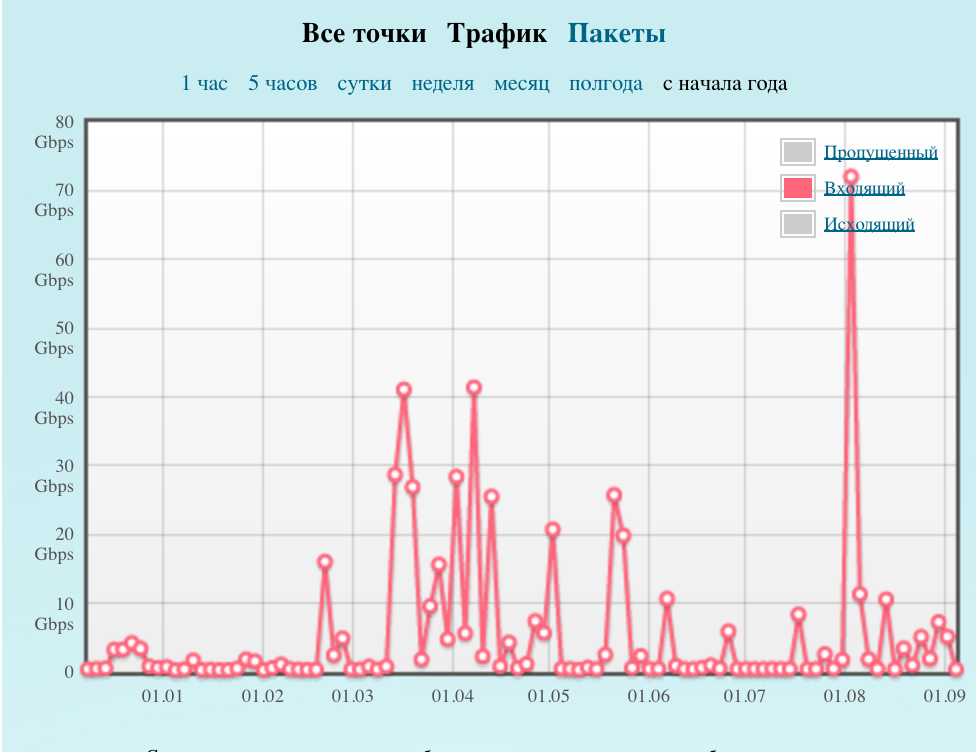 Все точки Трафик Пакеты
1 час 5 часов сутки неделя месяц полгода с начала года
80
Gbps
70
Gbps
60
Gbps
50
Gbps
40
Gbps
30
Gbps
20
Gbps
10
Gbps
0
Пропущенный
Входящий
Исходящий
01.01 01.02 01.03 01.04 01.05 01.06 01.07 01.08 01.09